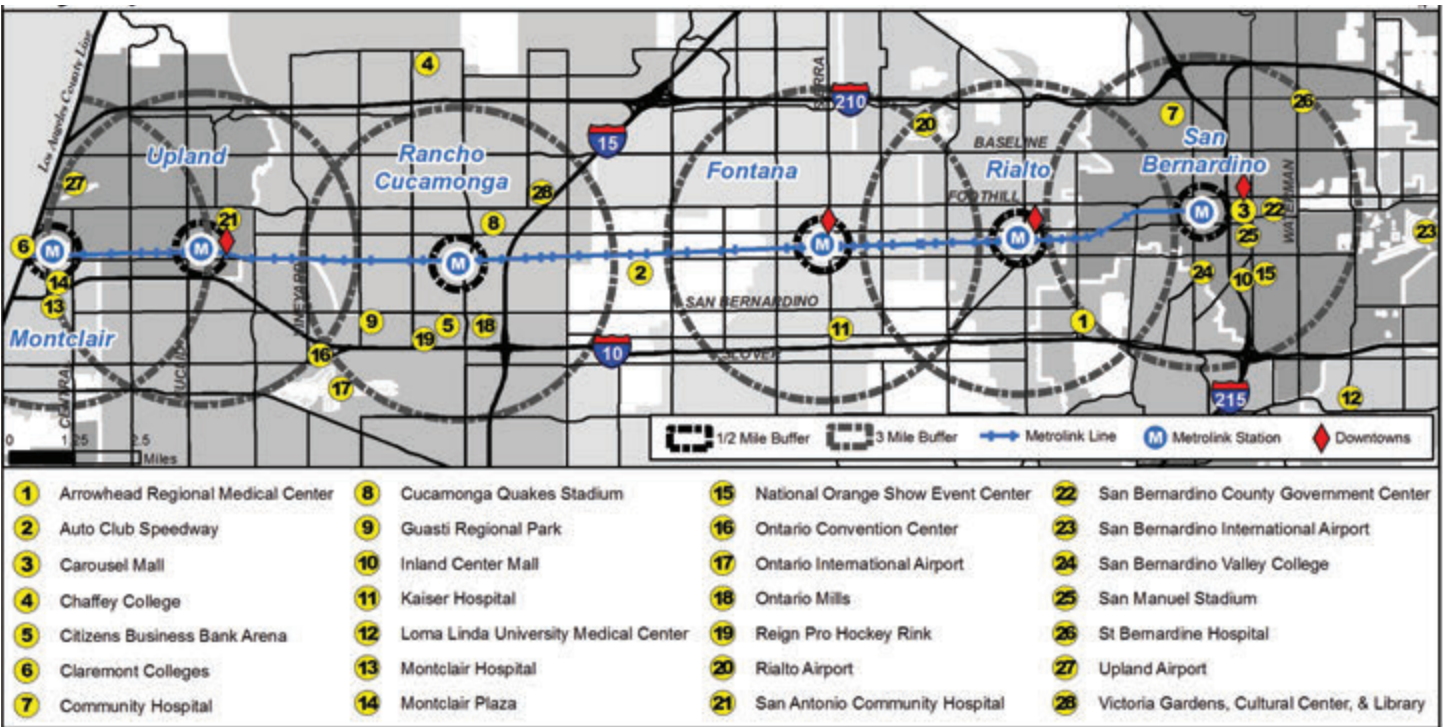 Los Angeles County Line
4
SIERRA
210
26
20
7
15
BASELINE
San
Bernardino
Upland
Rancho
Cucamonga
Fontana
Rialto
27
28
FOOTHILL
WATERMAN
21
8
3
22
6
M
M
M
M
M
M
25
23
14
2
24
10
15
13
VINEYARD
SAN BERNARDINO
Montclair
9
19
5
18
11
1
16
10
SLOVER
17
CENTRAL
EUCLID
215
12
0 1.25 2.5
Miles
1/2 Mile Buffer 3 Mile Buffer Metrolink Line M Metrolink Station Downtowns
1 Arrowhead Regional Medical Center
2 Auto Club Speedway
3 Carousel Mall
4 Chaffey College
5 Citizens Business Bank Arena
6 Claremont Colleges
7 Community Hospital
8 Cucamonga Quakes Stadium
9 Guasti Regional Park
10 Inland Center Mall
11 Kaiser Hospital
12 Loma Linda University Medical Center
13 Montclair Hospital
14 Montclair Plaza
15 National Orange Show Event Center
16 Ontario Convention Center
17 Ontario International Airport
18 Ontario Mills
19 Reign Pro Hockey Rink
20 Rialto Airport
21 San Antonio Community Hospital
22 San Bernardino County Government Center
23 San Bernardino International Airport
24 San Bernardino Valley College
25 San Manuel Stadium
26 St Bernardine Hospital
27 Upland Airport
28 Victoria Gardens, Cultural Center, & Library